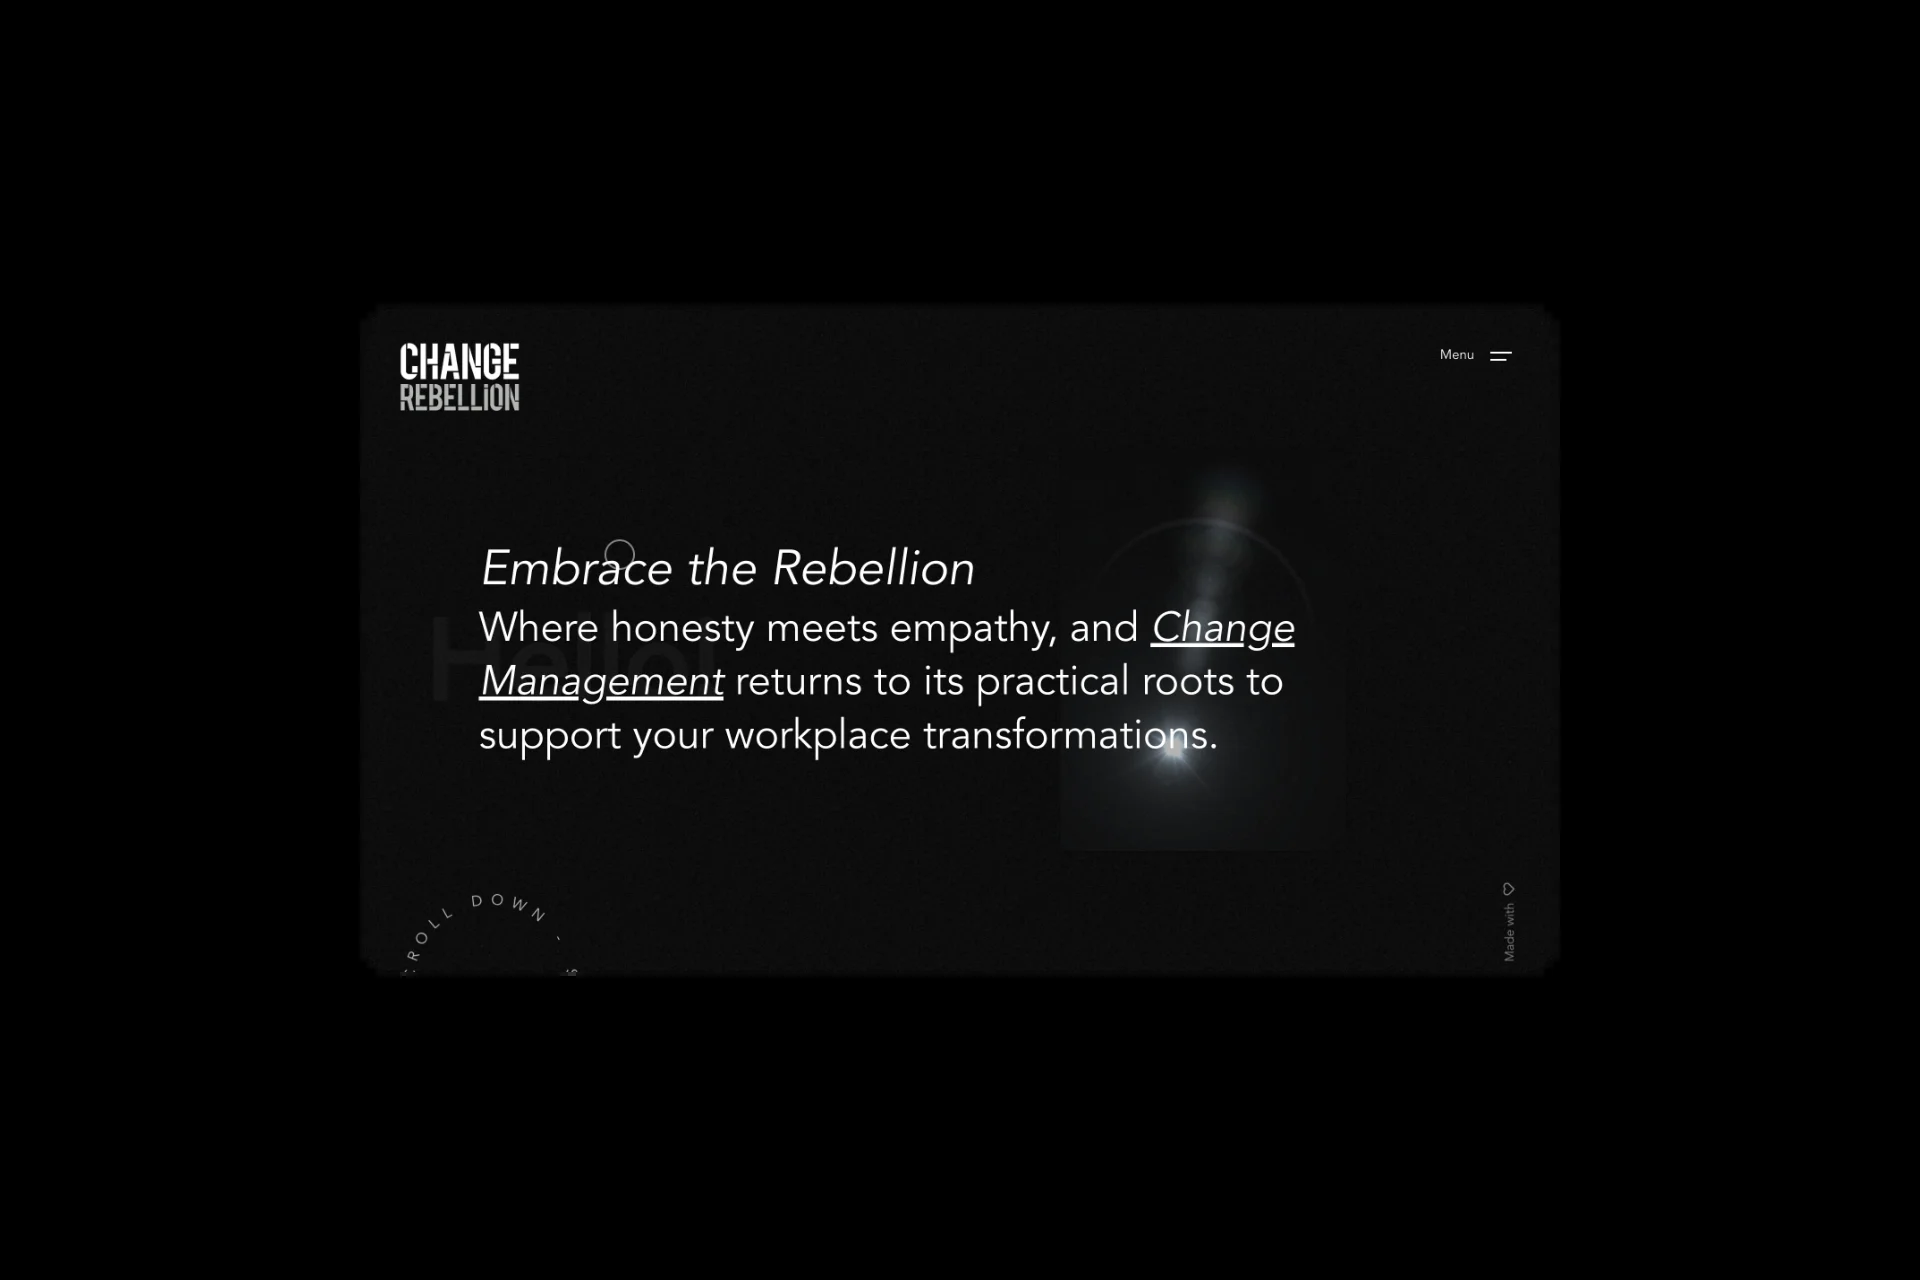 CHANGE
REBELLiON
Menu
Hello!
Embrace the Rebellion
Where honesty meets empathy, and Change
Management returns to its practical roots to
support your workplace transformations.
ROLL DOWN -
Made with